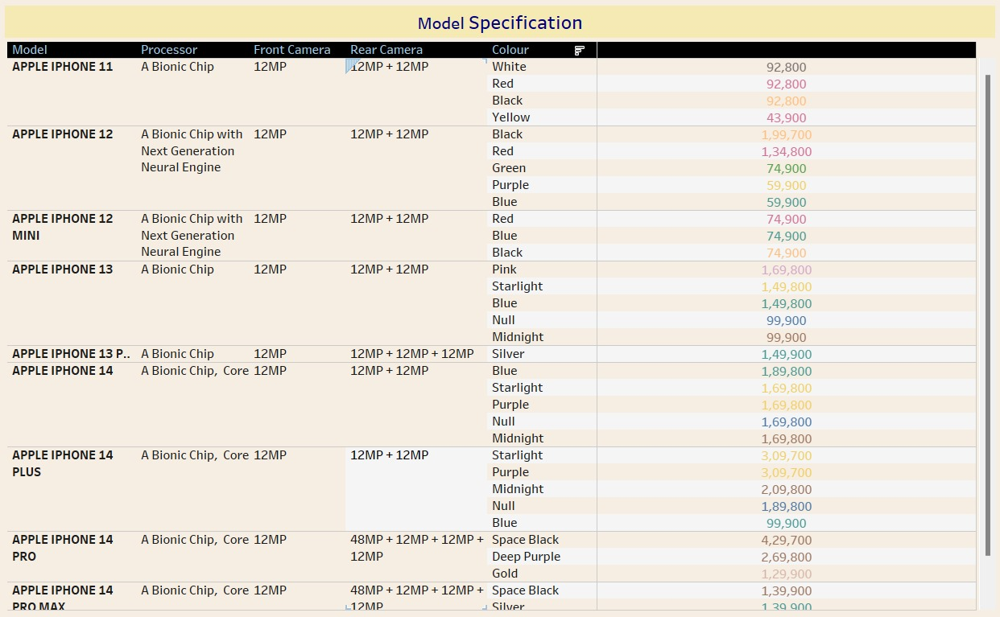 Model Specification
Model Processor Front Camera Rear Camera Colour
APPLE IPHONE 11 A Bionic Chip 12MP 12MP + 12MP White 92,800
Red 92,800
Black 92,800
Yellow 43,900
APPLE IPHONE 12 A Bionic Chip with 12MP 12MP + 12MP Black 1,99,700
Next Generation Red 1,34,800
Neural Engine Green 74,900
Purple 59,900
Blue 59,900
APPLE IPHONE 12 A Bionic Chip with 12MP 12MP + 12MP Red 74,900
MINI Next Generation Blue 74,900
Neural Engine Black 74,900
APPLE IPHONE 13 A Bionic Chip 12MP 12MP + 12MP Pink 1,69,800
Starlight 1,49,800
Blue 1,49,800
Null 99,900
Midnight 99,900
APPLE IPHONE 13 P.. A Bionic Chip 12MP 12MP + 12MP + 12MP Silver 1,49,900
APPLE IPHONE 14 A Bionic Chip, Core 12MP 12MP + 12MP Blue 1,89,800
Starlight 1,69,800
Purple 1,69,800
Null 1,69,800
Midnight 1,69,800
APPLE IPHONE 14 A Bionic Chip, Core 12MP 12MP + 12MP Starlight 3,09,700
PLUS Purple 3,09,700
Midnight 2,09,800
Null 1,89,800
Blue 99,900
APPLE IPHONE 14 A Bionic Chip, Core 12MP 48MP + 12MP + 12MP + Space Black 4,29,700
PRO 12MP Deep Purple 2,69,800
Gold 1,29,900
APPLE IPHONE 14 A Bionic Chip, Core 12MP 48MP + 12MP + 12MP + Space Black 1,39,900
PRO MAX 12MP Silver 1,39,900